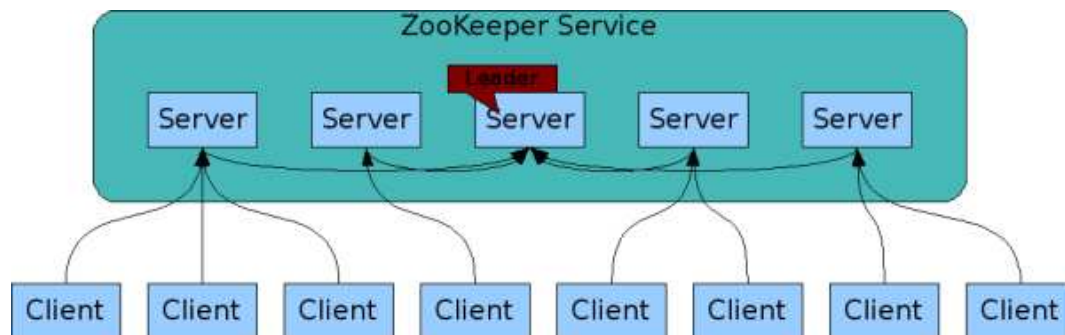 ZooKeeper Service
Leader
Server
Server
Server
Server
Server
Client
Client
Client
Client
Client
Client
Client
Client